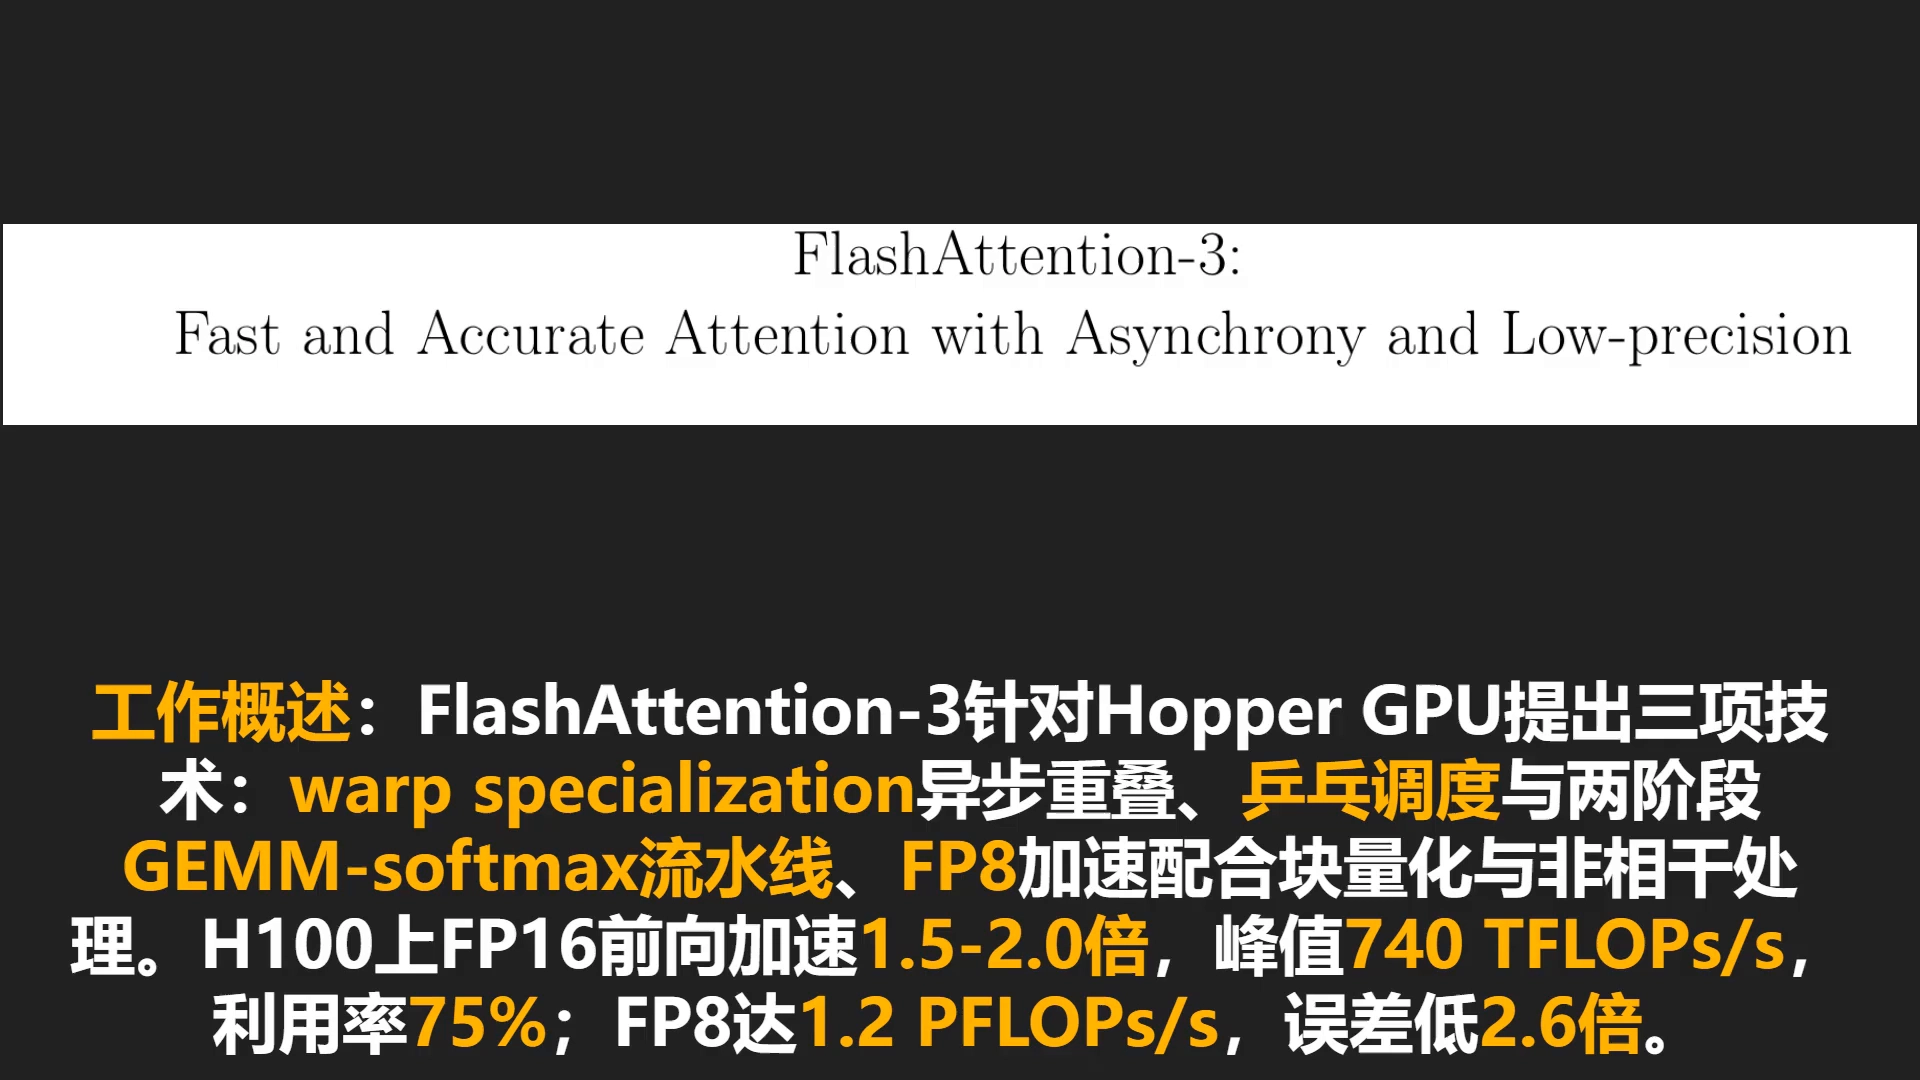 FlashAttention-3:
Fast and Accurate Attention with Asynchrony and Low-precision
工作概述：FlashAttention-3针对Hopper GPU提出三项技
术：warp specialization异步重叠、乒乓调度与两阶段
GEMM-softmax流水线、FP8加速配合块量化与非相干处
理。H100上FP16前向加速1.5-2.0倍，峰值740 TFLOPs/s，
利用率75%；FP8达1.2 PFLOPs/s，误差低2.6倍。